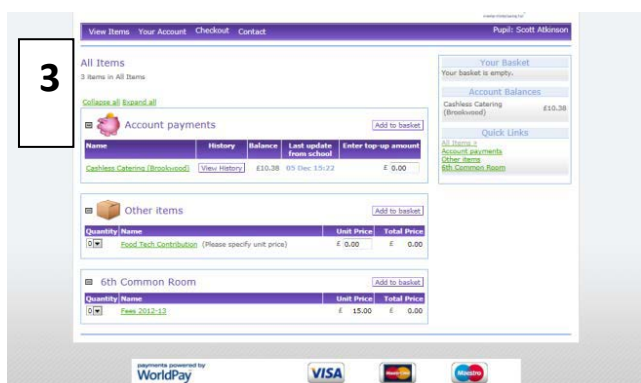 View Items Your Account Checkout Contact Pupil: Scott Atkinson
3
All Items
3 items in All Items
Collapse all Expand all
Account payments Add to basket
Name History Balance Last update from school Enter top-up amount
Cashless Catering (Brookwood) View History £10.38 05 Dec 15:22 £ 0.00
Other items Add to basket
Quantity Name Unit Price Total Price
0 Food Tech Contribution (Please specify unit price) £ 0.00 £ 0.00
6th Common Room Add to basket
Quantity Name Unit Price Total Price
0 Fees 2012-13 £ 15.00 £ 0.00
Your Basket
Your basket is empty.
Account Balances
Cashless Catering (Brookwood) £10.38
Quick Links
All Items »
Account payments
Other items
6th Common Room
payments powered by
WorldPay
VISA
MasterCard
Maestro